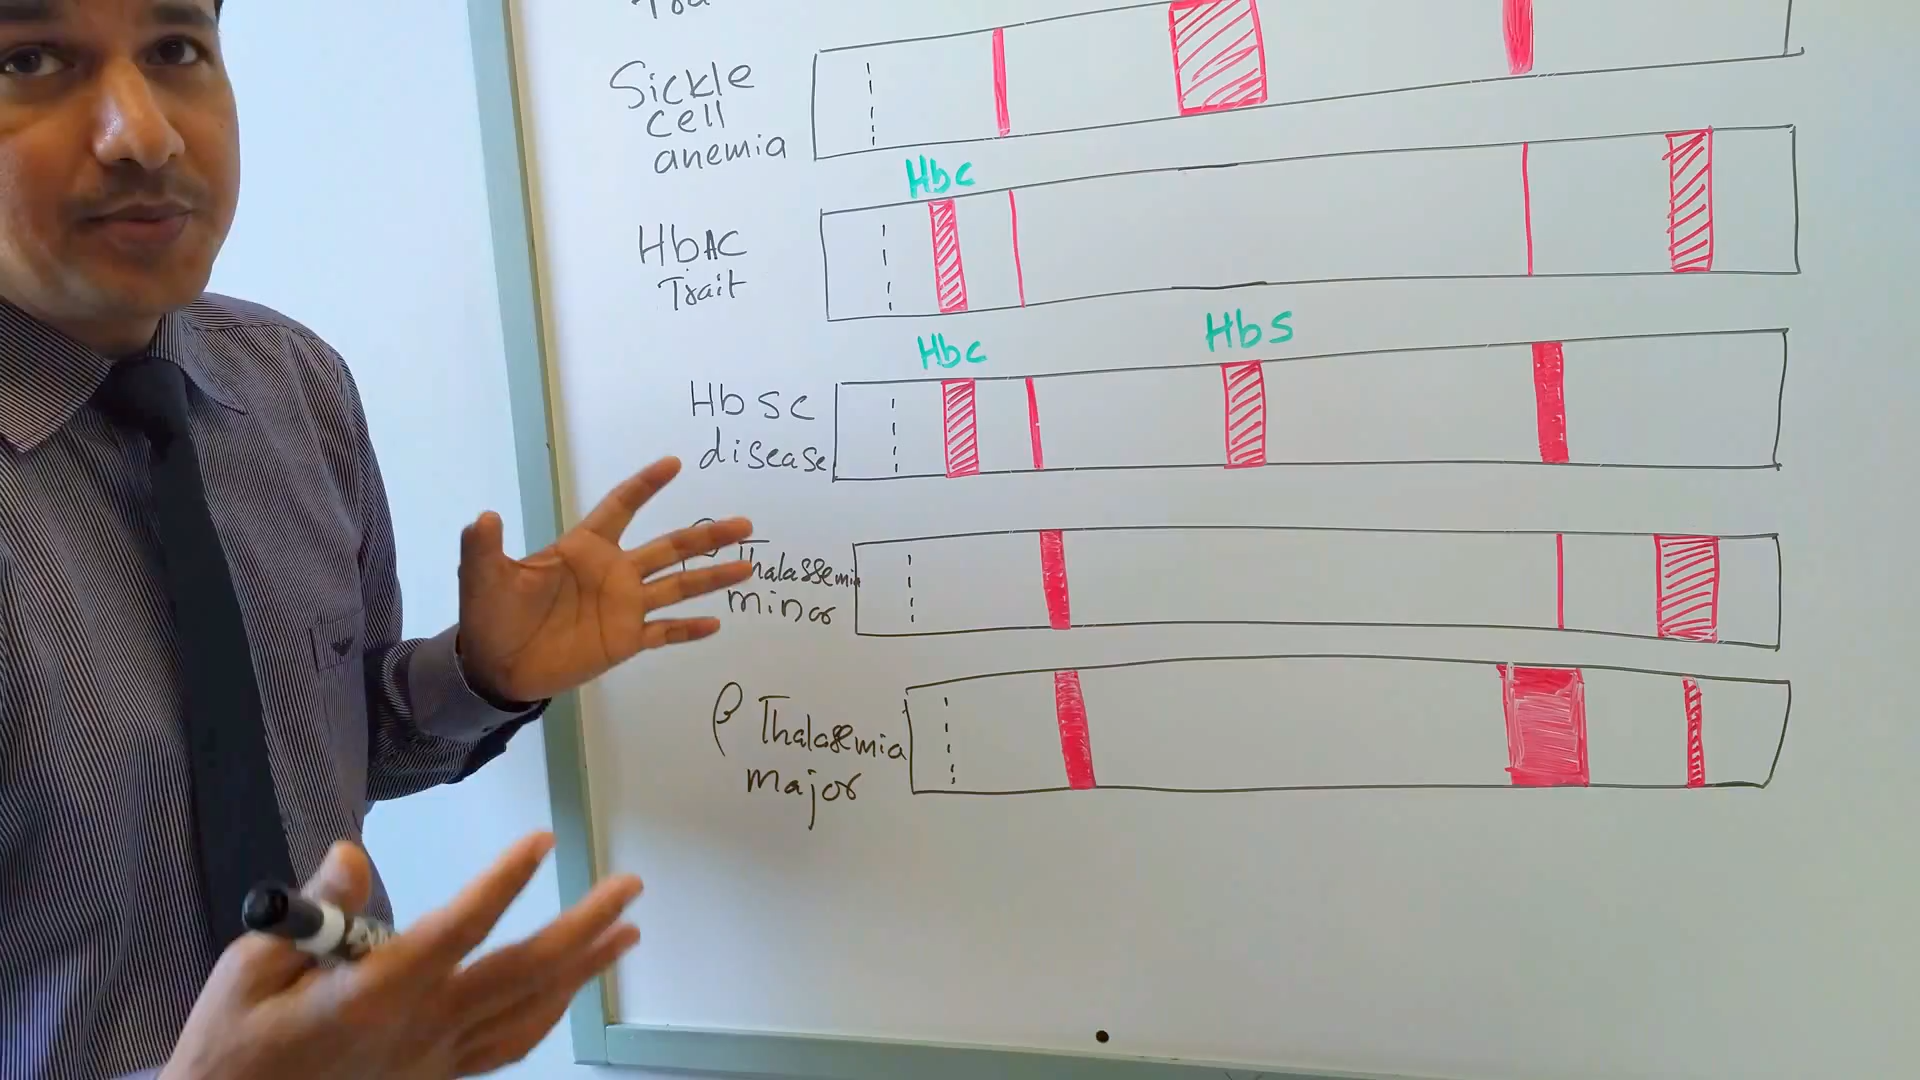 Sickle
cell
anemia
Hbc
HbAC
Trait
Hbc
HbS
Hbsc
disease
Thalassemia
minor
β Thalassemia
major